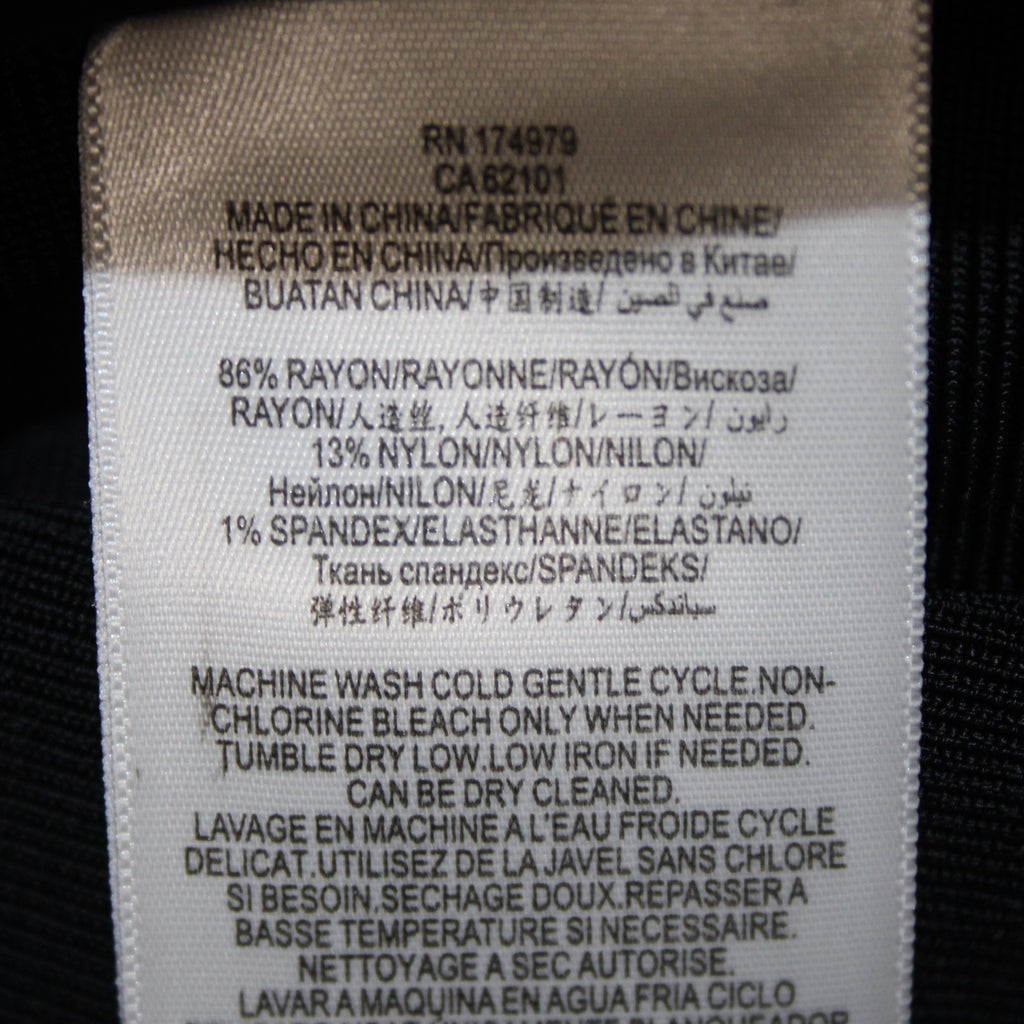 RN 174979
CA 62101
MADE IN CHINA/FABRIQUÉ EN CHINE/
HECHO EN CHINA/Произведено в Китае/
BUATAN CHINA/中国制造/ صنع في الصين
86% RAYON/RAYONNE/RAYÓN/Вискоза/
RAYON/人造丝, 人造纤维/レーヨン/ رايون
13% NYLON/NYLON/NILON/
Нейлон/NILON/尼龙/ナイロン/ نيلون
1% SPANDEX/ELASTHANNE/ELASTANO/
Ткань спандекс/SPANDEKS/
弹性纤维/ポリウレタン/سباندكس
MACHINE WASH COLD GENTLE CYCLE.NON-
CHLORINE BLEACH ONLY WHEN NEEDED.
TUMBLE DRY LOW.LOW IRON IF NEEDED.
CAN BE DRY CLEANED.
LAVAGE EN MACHINE A L'EAU FROIDE CYCLE
DELICAT.UTILISEZ DE LA JAVEL SANS CHLORE
SI BESOIN.SECHAGE DOUX.REPASSER A
BASSE TEMPERATURE SI NECESSAIRE.
NETTOYAGE A SEC AUTORISE.
LAVAR A MAQUINA EN AGUA FRIA CICLO
BLANQUEADOR